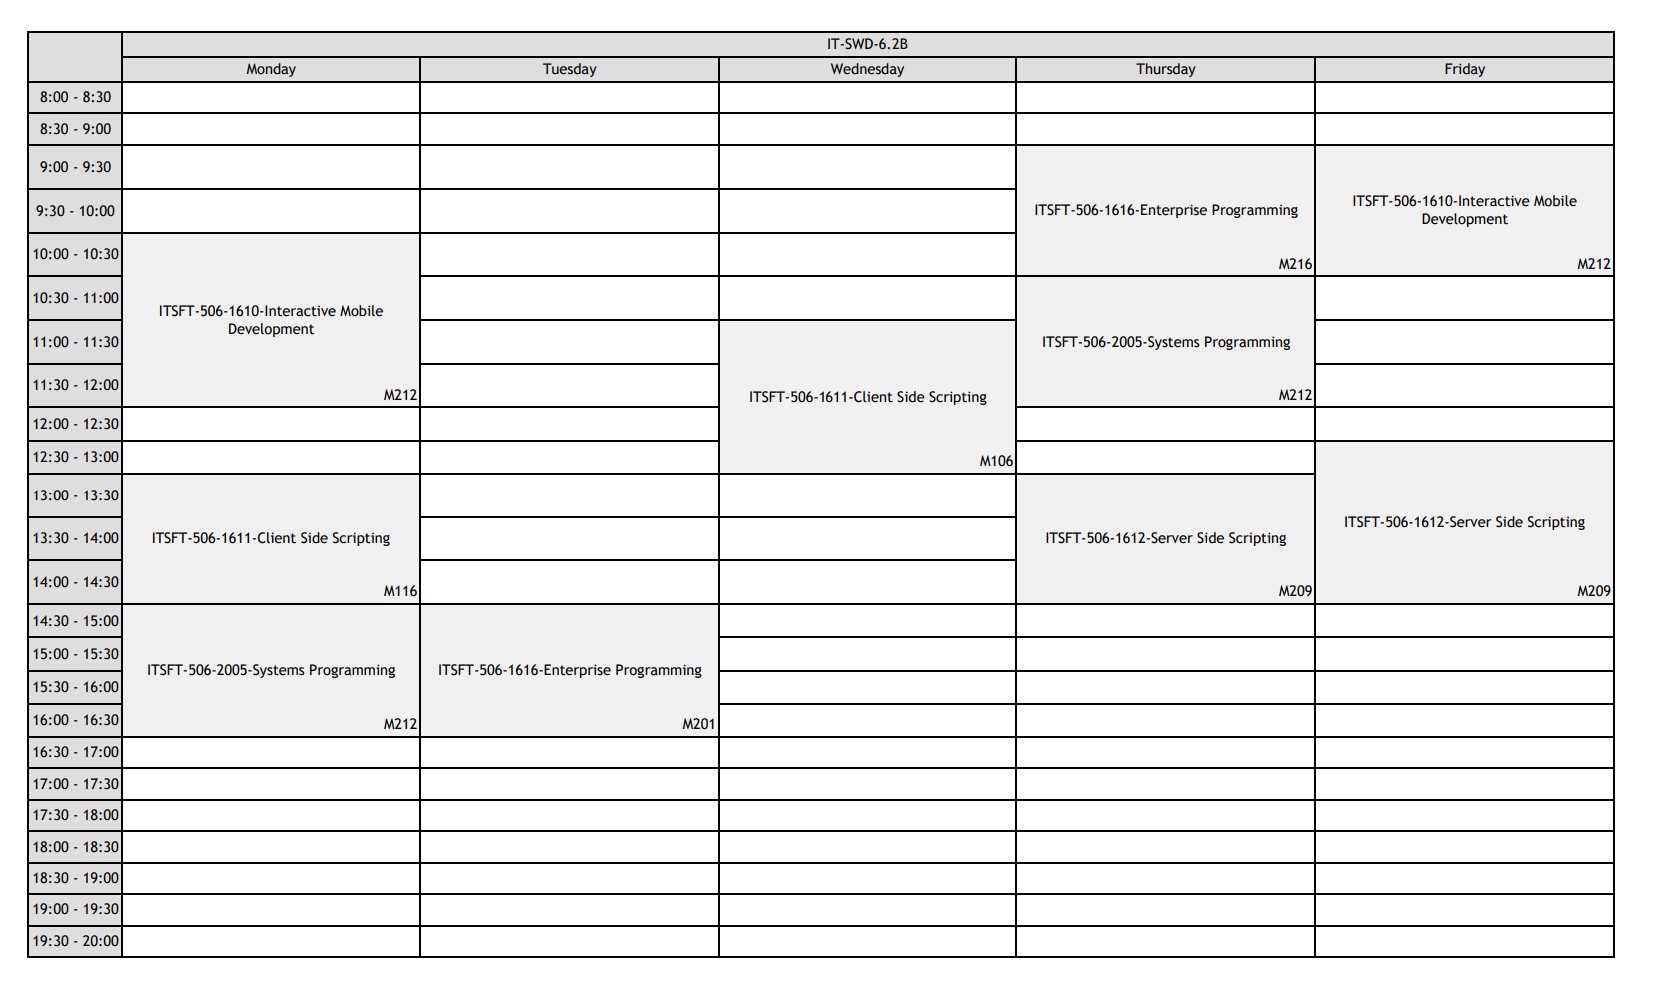 IT-SWD-6.2B
Monday
Tuesday
Wednesday
Thursday
Friday
8:00 - 8:30
8:30 - 9:00
9:00 - 9:30
9:30 - 10:00
ITSFT-506-1616-Enterprise Programming
M216
ITSFT-506-1610-Interactive Mobile
Development
M212
10:00 - 10:30
10:30 - 11:00
11:00 - 11:30
11:30 - 12:00
ITSFT-506-1610-Interactive Mobile
Development
M212
ITSFT-506-1611-Client Side Scripting
M106
ITSFT-506-2005-Systems Programming
M212
12:00 - 12:30
12:30 - 13:00
13:00 - 13:30
13:30 - 14:00
14:00 - 14:30
ITSFT-506-1611-Client Side Scripting
M116
ITSFT-506-1612-Server Side Scripting
M209
ITSFT-506-1612-Server Side Scripting
M209
14:30 - 15:00
15:00 - 15:30
15:30 - 16:00
16:00 - 16:30
ITSFT-506-2005-Systems Programming
M212
ITSFT-506-1616-Enterprise Programming
M201
16:30 - 17:00
17:00 - 17:30
17:30 - 18:00
18:00 - 18:30
18:30 - 19:00
19:00 - 19:30
19:30 - 20:00